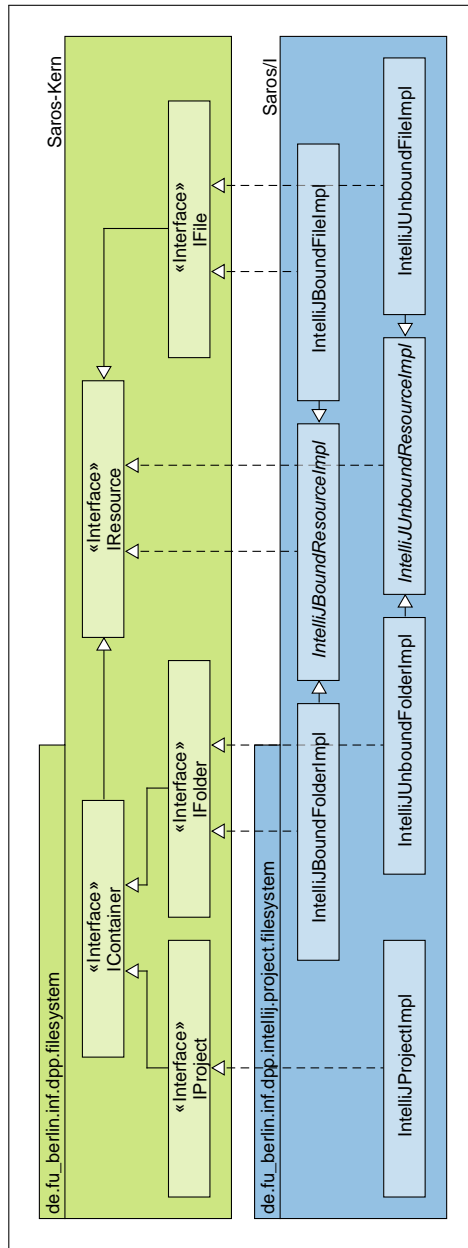 de.fu_berlin.inf.dpp.filesystem
Saros-Kern
«Interface»
IContainer
«Interface»
IResource
«Interface»
IProject
«Interface»
IFolder
«Interface»
IFile
de.fu_berlin.inf.dpp.intellij.project.filesystem
Saros/I
IntelliJBoundFolderImpl
IntelliJBoundResourceImpl
IntelliJBoundFileImpl
IntelliJProjectImpl
IntelliJUnboundFolderImpl
IntelliJUnboundResourceImpl
IntelliJUnboundFileImpl